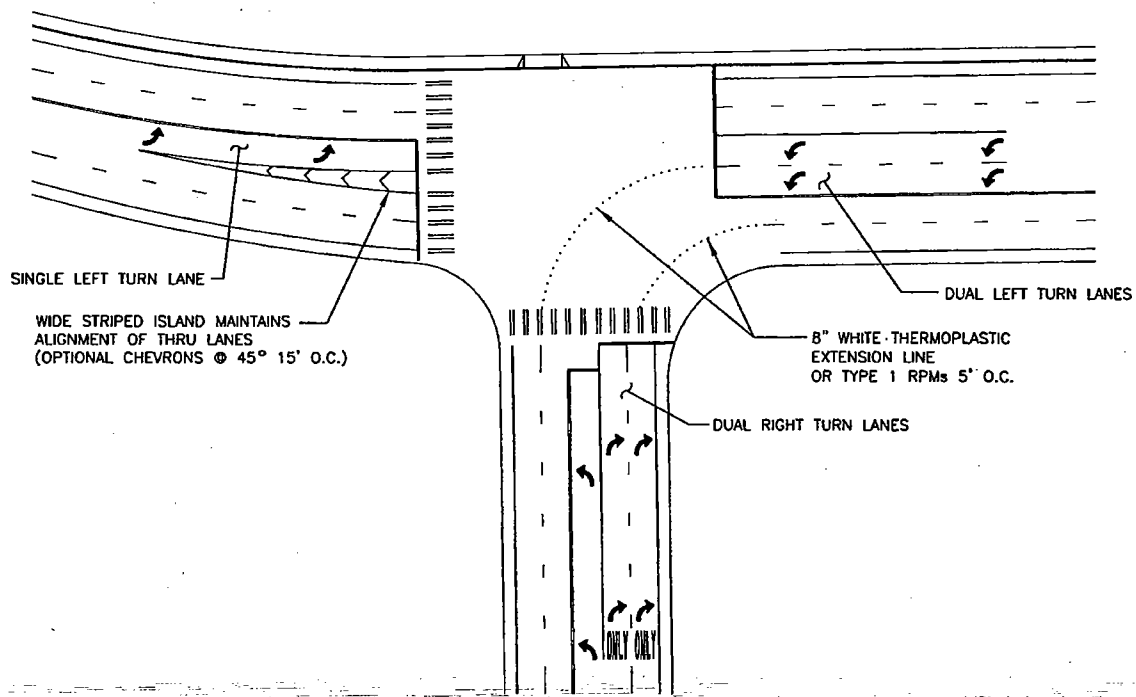 SINGLE LEFT TURN LANE
WIDE STRIPED ISLAND MAINTAINS
ALIGNMENT OF THRU LANES
(OPTIONAL CHEVRONS @ 45° 15' O.C.)
DUAL LEFT TURN LANES
8" WHITE THERMOPLASTIC
EXTENSION LINE
OR TYPE 1 RPMs 5' O.C.
DUAL RIGHT TURN LANES
ONLY ONLY